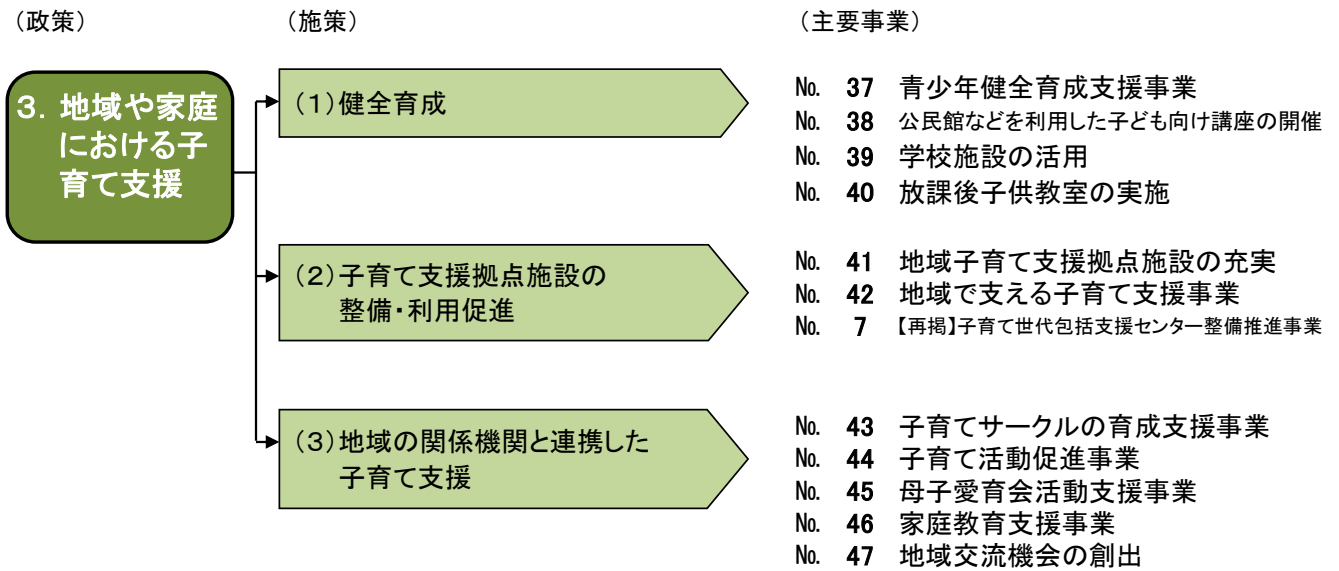 （政策）
（施策）
（主要事業）
3．地域や家庭
における子
育て支援
（1）健全育成
№ 37 青少年健全育成支援事業
№ 38 公民館などを利用した子ども向け講座の開催
№ 39 学校施設の活用
№ 40 放課後子供教室の実施
（2）子育て支援拠点施設の
整備・利用促進
№ 41 地域子育て支援拠点施設の充実
№ 42 地域で支える子育て支援事業
№ 7 【再掲】子育て世代包括支援センター整備推進事業
（3）地域の関係機関と連携した
子育て支援
№ 43 子育てサークルの育成支援事業
№ 44 子育て活動促進事業
№ 45 母子愛育会活動支援事業
№ 46 家庭教育支援事業
№ 47 地域交流機会の創出